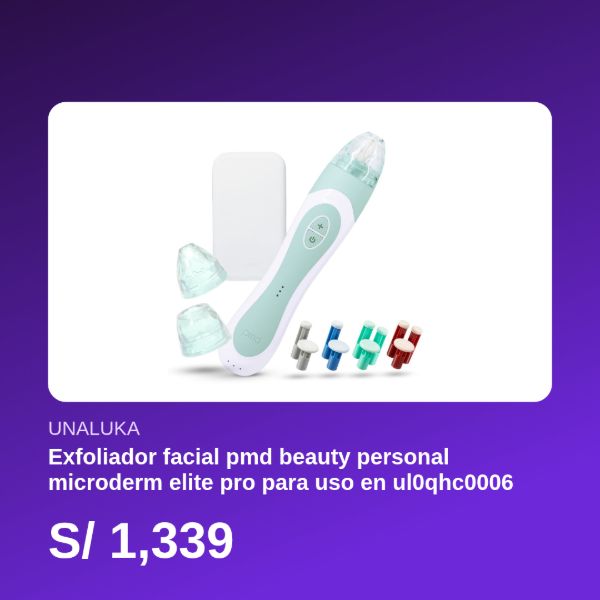 UNALUKA
Exfoliador facial pmd beauty personal
microderm elite pro para uso en ul0qhc0006
S/ 1,339